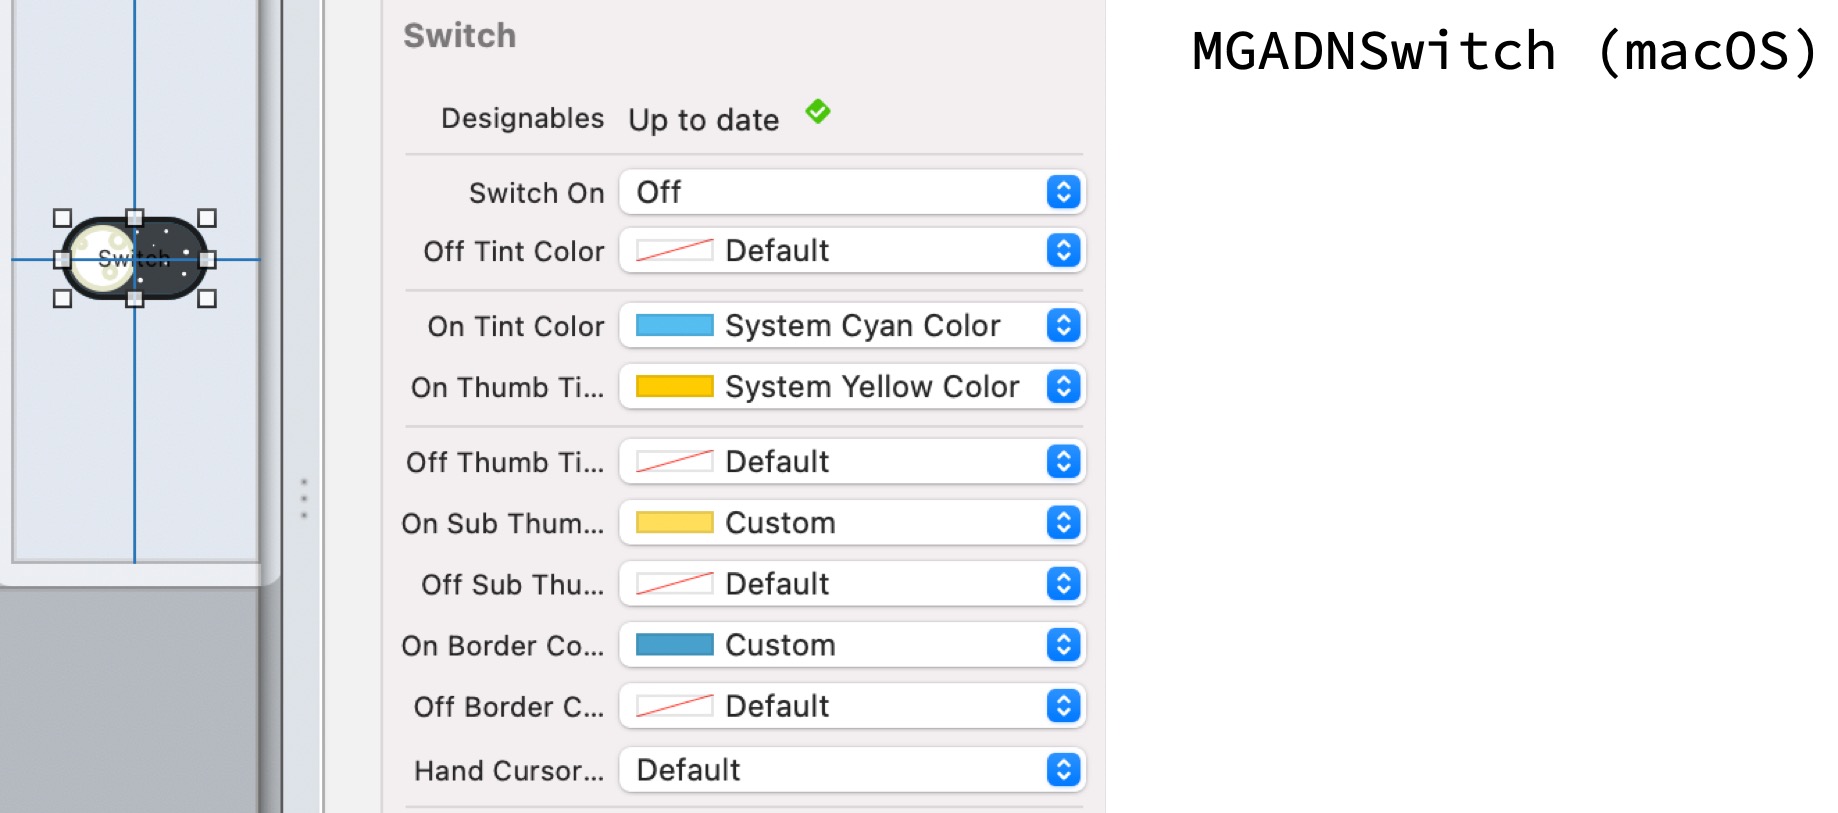 Switch
MGADNSwitch (macOS)
Designables Up to date
Switch On Off
Off Tint Color Default
Switch
On Tint Color System Cyan Color
On Thumb Ti... System Yellow Color
Off Thumb Ti... Default
On Sub Thum... Custom
Off Sub Thu... Default
On Border Co... Custom
Off Border C... Default
Hand Cursor... Default